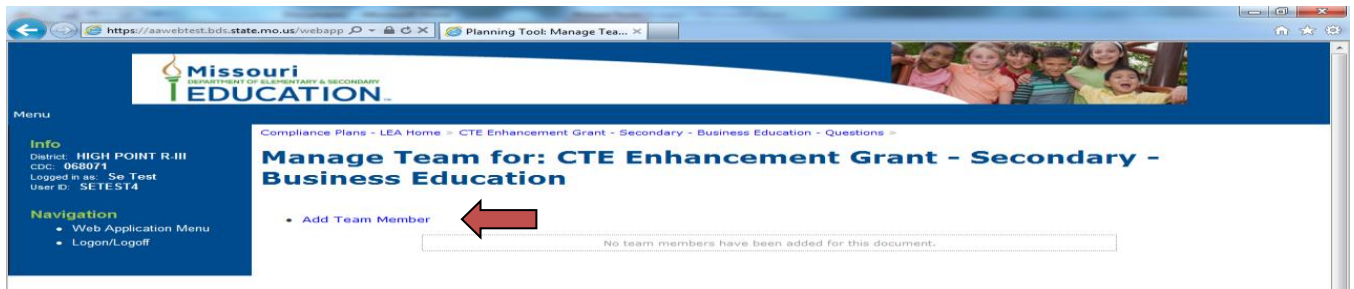 https://aawebtest.bds.state.mo.us/webapp
Planning Tool: Manage Tea...
Missouri
DEPARTMENT OF ELEMENTARY & SECONDARY
EDUCATION
Menu
Compliance Plans - LEA Home > CTE Enhancement Grant - Secondary - Business Education - Questions >
Info
District: HIGH POINT R-III
CDC: 068071
Logged in as: Se Test
User ID: SETEST4
Manage Team for: CTE Enhancement Grant - Secondary -
Business Education
Navigation
• Web Application Menu
• Logon/Logoff
• Add Team Member
No team members have been added for this document.